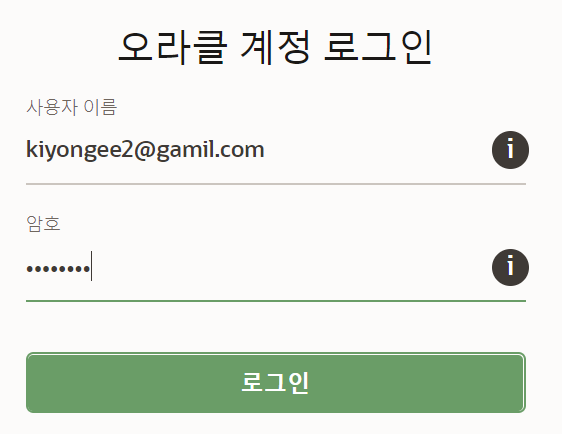 오라클 계정 로그인
사용자 이름
kiyongee2@gamil.com
i
암호
••••••••
i
로그인